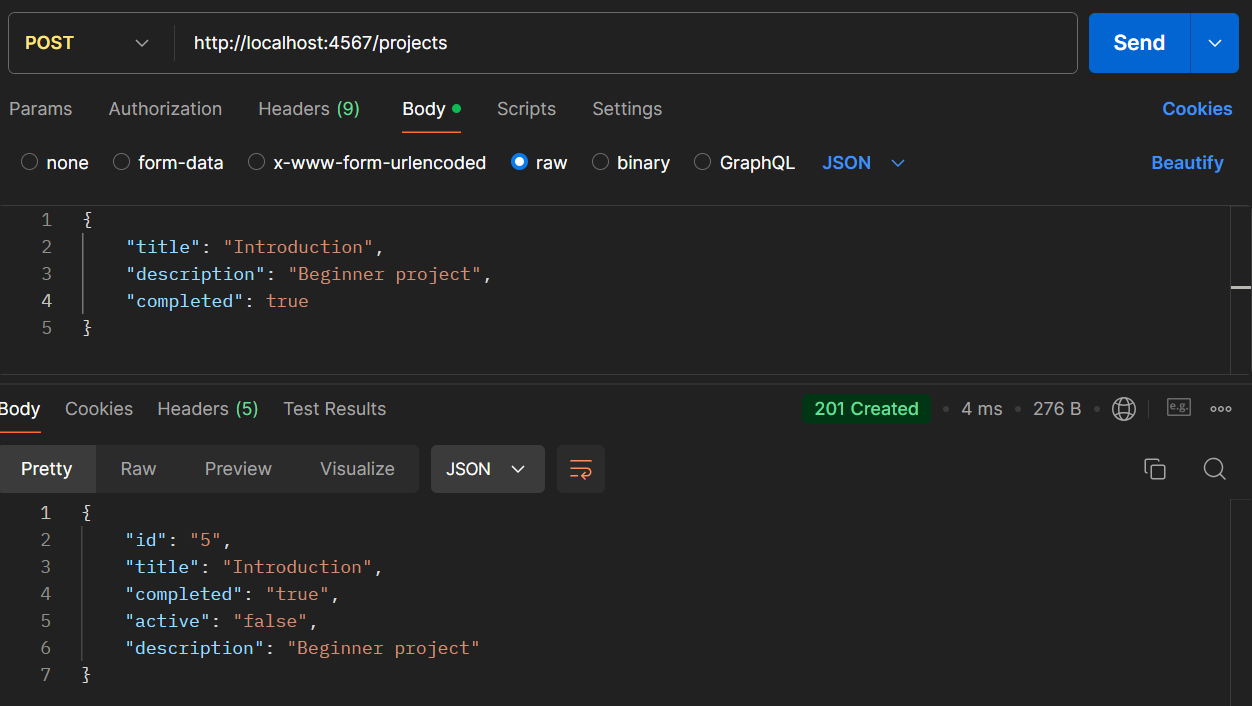 POST http://localhost:4567/projects Send
Params Authorization Headers (9) Body Scripts Settings Cookies
none form-data x-www-form-urlencoded raw binary GraphQL JSON Beautify
1 {
2 "title": "Introduction",
3 "description": "Beginner project",
4 "completed": true
5 }
Body Cookies Headers (5) Test Results 201 Created 4 ms 276 B e.g.
Pretty Raw Preview Visualize JSON
1 {
2 "id": "5",
3 "title": "Introduction",
4 "completed": "true",
5 "active": "false",
6 "description": "Beginner project"
7 }